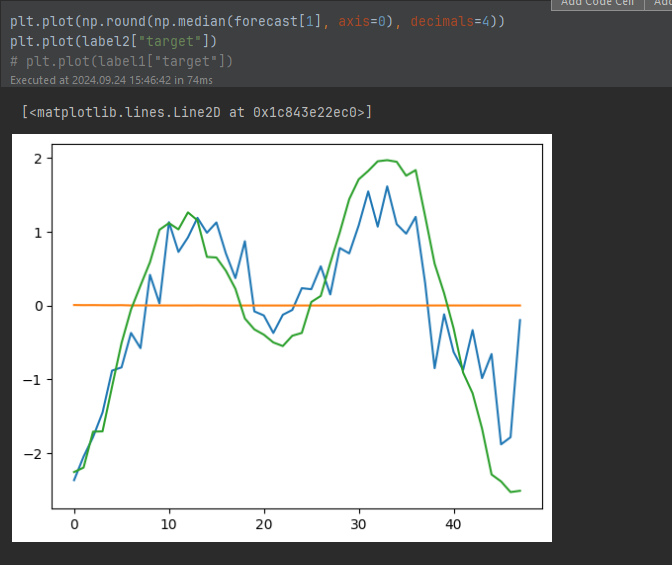 Add Code Cell Add
plt.plot(np.round(np.median(forecast[1], axis=0), decimals=4))
plt.plot(label2["target"])
# plt.plot(label1["target"])
Executed at 2024.09.24 15:46:42 in 74ms
[<matplotlib.lines.Line2D at 0x1c843e22ec0>]
2
1
0
−1
−2
0 10 20 30 40